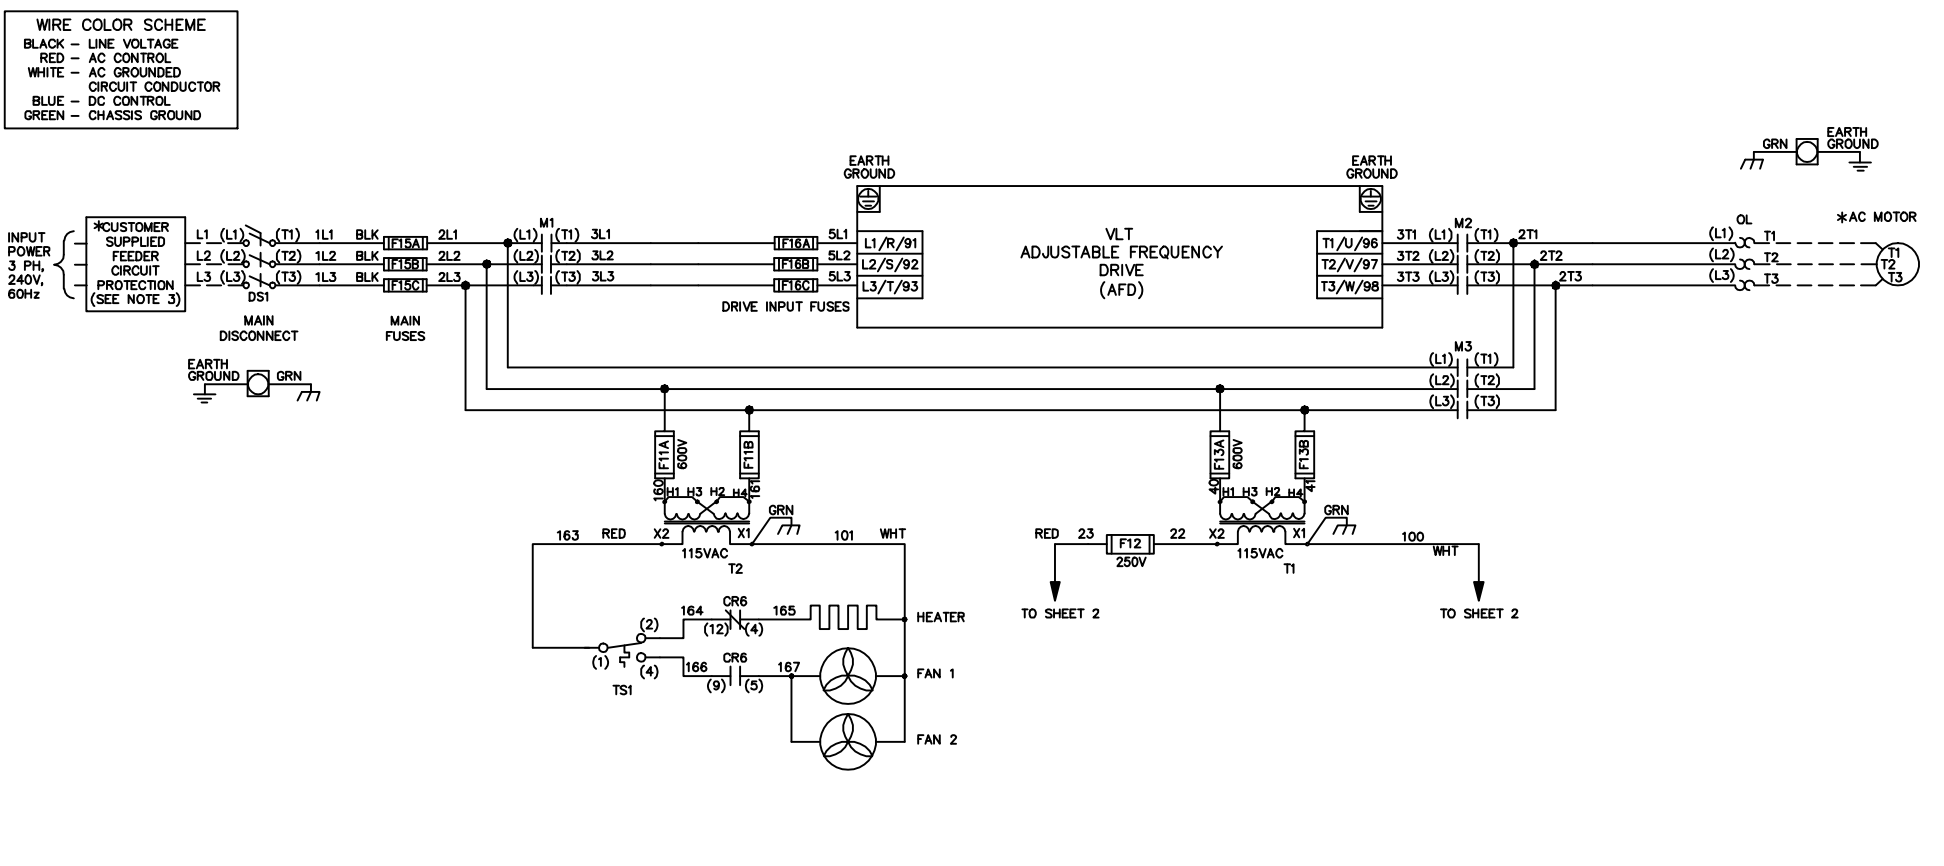 WIRE COLOR SCHEME
BLACK – LINE VOLTAGE
RED – AC CONTROL
WHITE – AC GROUNDED
CIRCUIT CONDUCTOR
BLUE – DC CONTROL
GREEN – CHASSIS GROUND
INPUT
POWER
3 PH,
240V,
60Hz
*CUSTOMER
SUPPLIED
FEEDER
CIRCUIT
PROTECTION
(SEE NOTE 3)
L1 (L1) (T1) 1L1 BLK F15A 2L1 (L1) M1 (T1) 3L1 F16A 5L1 L1/R/91
L2 (L2) (T2) 1L2 BLK F15B 2L2 (L2) (T2) 3L2 F16B 5L2 L2/S/92
L3 (L3) (T3) 1L3 BLK F15C 2L3 (L3) (T3) 3L3 F16C 5L3 L3/T/93
DS1
MAIN
DISCONNECT
MAIN
FUSES
DRIVE INPUT FUSES
EARTH
GROUND
GRN
EARTH
GROUND
VLT
ADJUSTABLE FREQUENCY
DRIVE
(AFD)
EARTH
GROUND
T1/U/96 3T1 (L1) M2 (T1) 2T1 (L1) OL T1
T2/V/97 3T2 (L2) (T2) 2T2 (L2) T2
T3/W/98 3T3 (L3) (T3) 2T3 (L3) T3
GRN
EARTH
GROUND
*AC MOTOR
T1
T2
T3
M3
(L1) (T1)
(L2) (T2)
(L3) (T3)
F11A
600V
F11B
160
161
H1 H3 H2 H4
GRN
163 RED X2 X1 101 WHT
115VAC
T2
164 CR6 165 HEATER
(12) (4)
(2)
(1)
(4)
TS1
166 CR6 167 FAN 1
(9) (5)
FAN 2
F13A
600V
F13B
40
41
H1 H3 H2 H4
GRN
RED 23 F12 22 X2 X1 100
WHT
250V
115VAC
T1
TO SHEET 2
TO SHEET 2